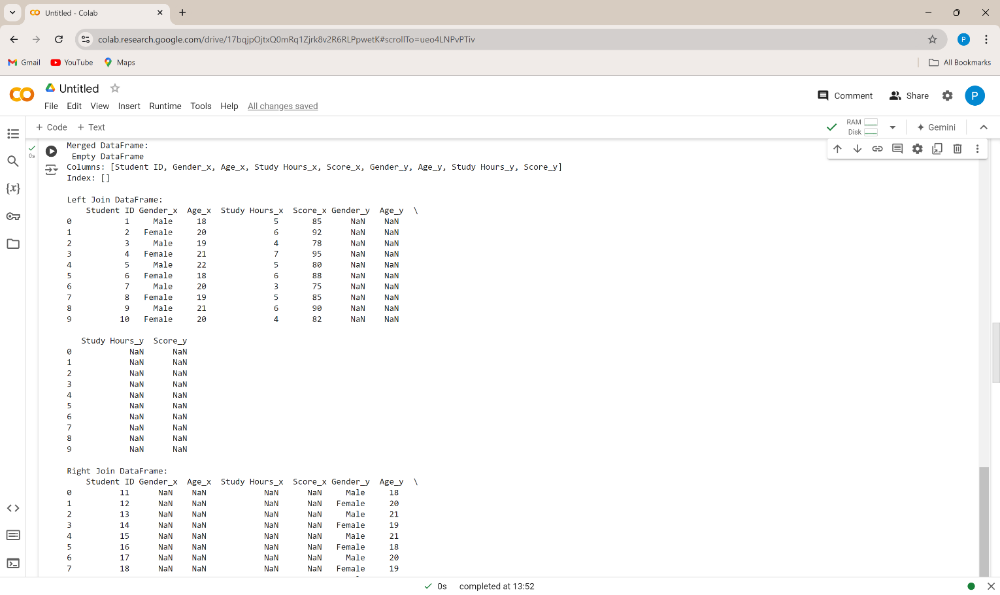 Untitled - Colab
colab.research.google.com/drive/17bqjpOjtxQ0mRq1Zjrk8v2R6RLPpwetK#scrollTo=ueo4LNPvPTiv
P
Gmail YouTube Maps All Bookmarks
Untitled
File Edit View Insert Runtime Tools Help All changes saved
Comment Share P
+ Code + Text
RAM
Disk
Gemini
0s
Merged DataFrame:
Empty DataFrame
Columns: [Student ID, Gender_x, Age_x, Study Hours_x, Score_x, Gender_y, Age_y, Study Hours_y, Score_y]
Index: []
Left Join DataFrame:
Student ID Gender_x Age_x Study Hours_x Score_x Gender_y Age_y \
0 1 Male 18 5 85 NaN NaN
1 2 Female 20 6 92 NaN NaN
2 3 Male 19 4 78 NaN NaN
3 4 Female 21 7 95 NaN NaN
4 5 Male 22 5 80 NaN NaN
5 6 Female 18 6 88 NaN NaN
6 7 Male 20 3 75 NaN NaN
7 8 Female 19 5 85 NaN NaN
8 9 Male 21 6 90 NaN NaN
9 10 Female 20 4 82 NaN NaN
Study Hours_y Score_y
0 NaN NaN
1 NaN NaN
2 NaN NaN
3 NaN NaN
4 NaN NaN
5 NaN NaN
6 NaN NaN
7 NaN NaN
8 NaN NaN
9 NaN NaN
Right Join DataFrame:
Student ID Gender_x Age_x Study Hours_x Score_x Gender_y Age_y \
0 11 NaN NaN NaN NaN Male 18
1 12 NaN NaN NaN NaN Female 20
2 13 NaN NaN NaN NaN Male 21
3 14 NaN NaN NaN NaN Female 19
4 15 NaN NaN NaN NaN Male 21
5 16 NaN NaN NaN NaN Female 18
6 17 NaN NaN NaN NaN Male 20
7 18 NaN NaN NaN NaN Female 19
0s completed at 13:52